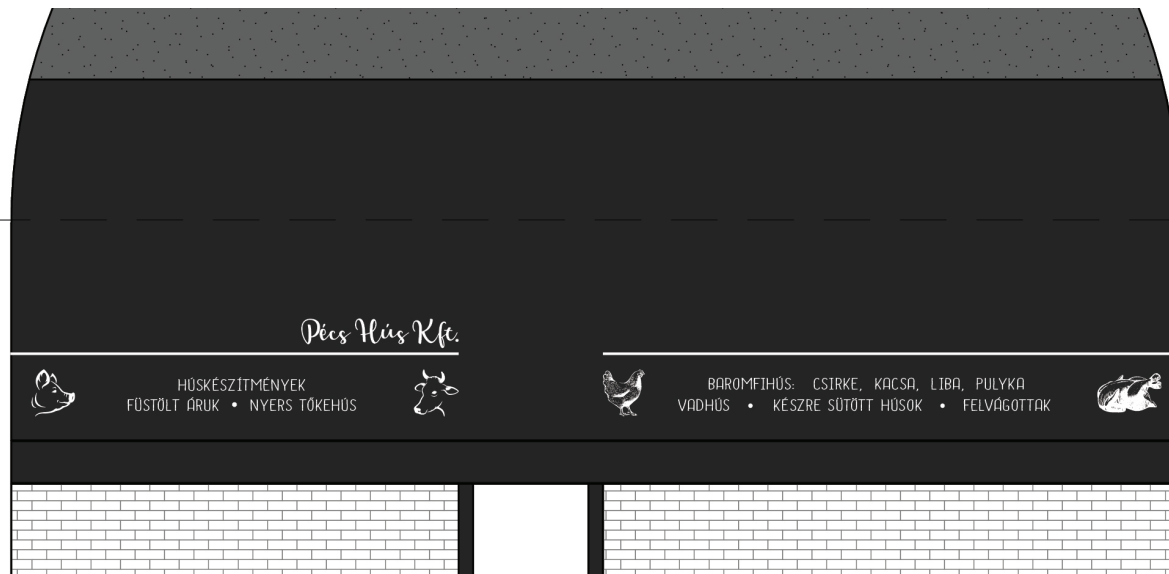 Pécs Hús Kft.
HÚSKÉSZÍTMÉNYEK
FÜSTÖLT ÁRUK • NYERS TŐKEHÚS
BAROMFIHÚS: CSIRKE, KACSA, LIBA, PULYKA
VADHÚS • KÉSZRE SÜTÖTT HÚSOK • FELVÁGOTTAK